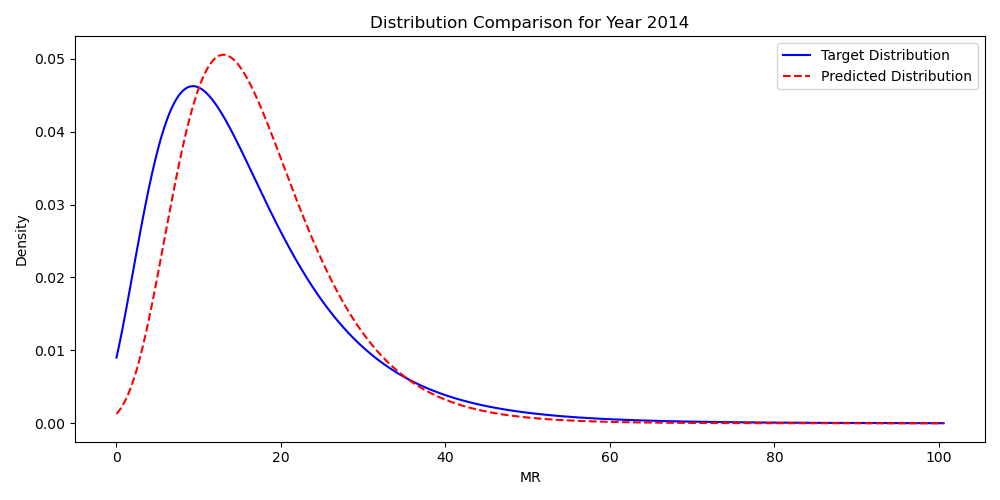 Distribution Comparison for Year 2014
Target Distribution
Predicted Distribution
0.05
0.04
0.03
0.02
0.01
0.00
Density
0 20 40 60 80 100
MR